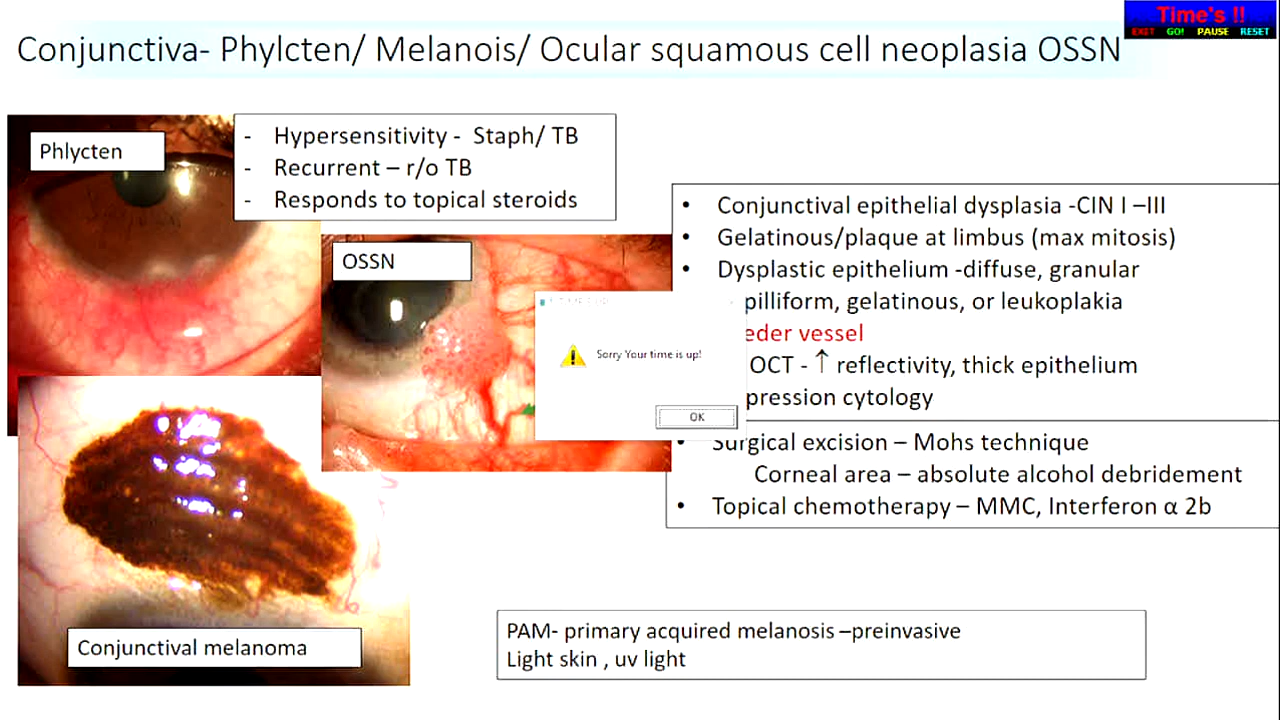 Time's !!
EXIT GO! PAUSE RESET
Conjunctiva- Phylcten/ Melanois/ Ocular squamous cell neoplasia OSSN
Phlycten
- Hypersensitivity - Staph/ TB
- Recurrent – r/o TB
- Responds to topical steroids
OSSN
• Conjunctival epithelial dysplasia -CIN I –III
• Gelatinous/plaque at limbus (max mitosis)
• Dysplastic epithelium -diffuse, granular
pilliform, gelatinous, or leukoplakia
eder vessel
OCT - ↑ reflectivity, thick epithelium
pression cytology
Sorry Your time is up!
OK
• Surgical excision – Mohs technique
Corneal area – absolute alcohol debridement
• Topical chemotherapy – MMC, Interferon α 2b
Conjunctival melanoma
PAM- primary acquired melanosis –preinvasive
Light skin , uv light